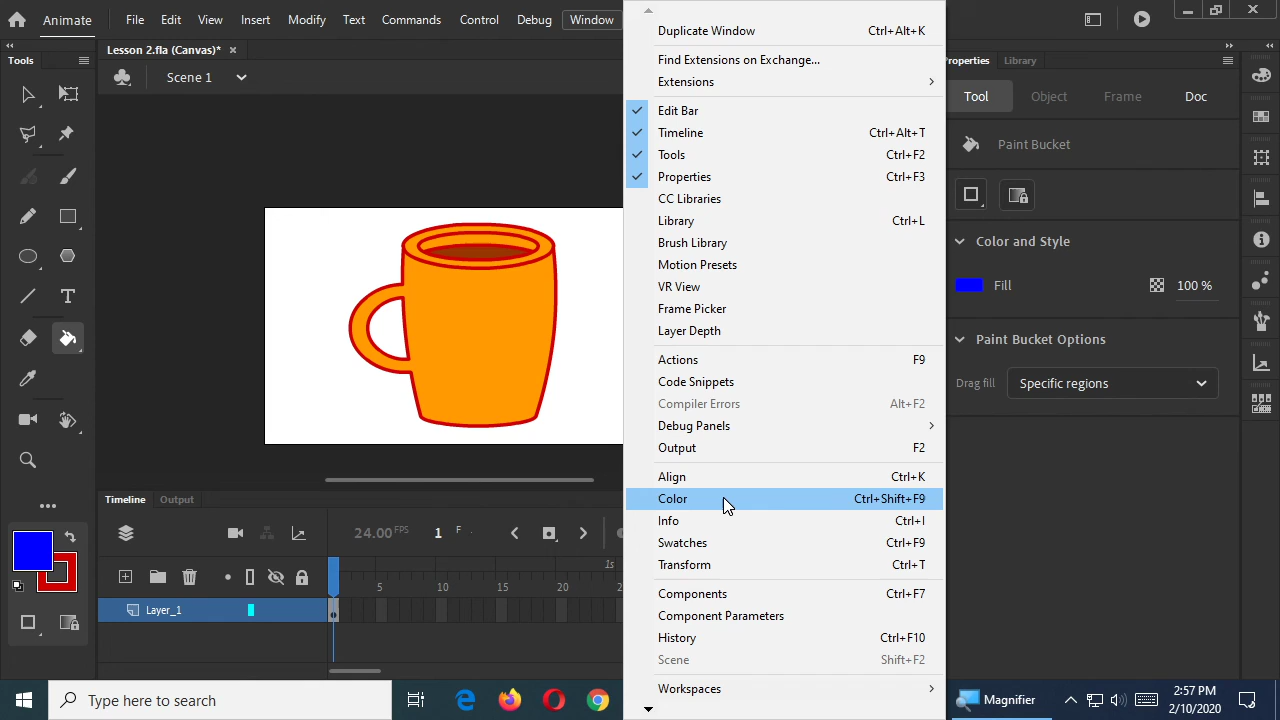 Animate File Edit View Insert Modify Text Commands Control Debug Window
Lesson 2.fla (Canvas)*
Tools
Scene 1
Duplicate Window Ctrl+Alt+K
Find Extensions on Exchange...
Extensions
Edit Bar
Timeline Ctrl+Alt+T
Tools Ctrl+F2
Properties Ctrl+F3
CC Libraries
Library Ctrl+L
Brush Library
Motion Presets
VR View
Frame Picker
Layer Depth
Actions F9
Code Snippets
Compiler Errors Alt+F2
Debug Panels
Output F2
Align Ctrl+K
Color Ctrl+Shift+F9
Info Ctrl+I
Swatches Ctrl+F9
Transform Ctrl+T
Components Ctrl+F7
Component Parameters
History Ctrl+F10
Scene Shift+F2
Workspaces
roperties Library
Tool Object Frame Doc
Paint Bucket
Color and Style
Fill 100 %
Paint Bucket Options
Drag fill Specific regions
Timeline Output
24.00 FPS 1 F
1s
5 10 15 20
Layer_1
Type here to search
Magnifier
2:57 PM
2/10/2020